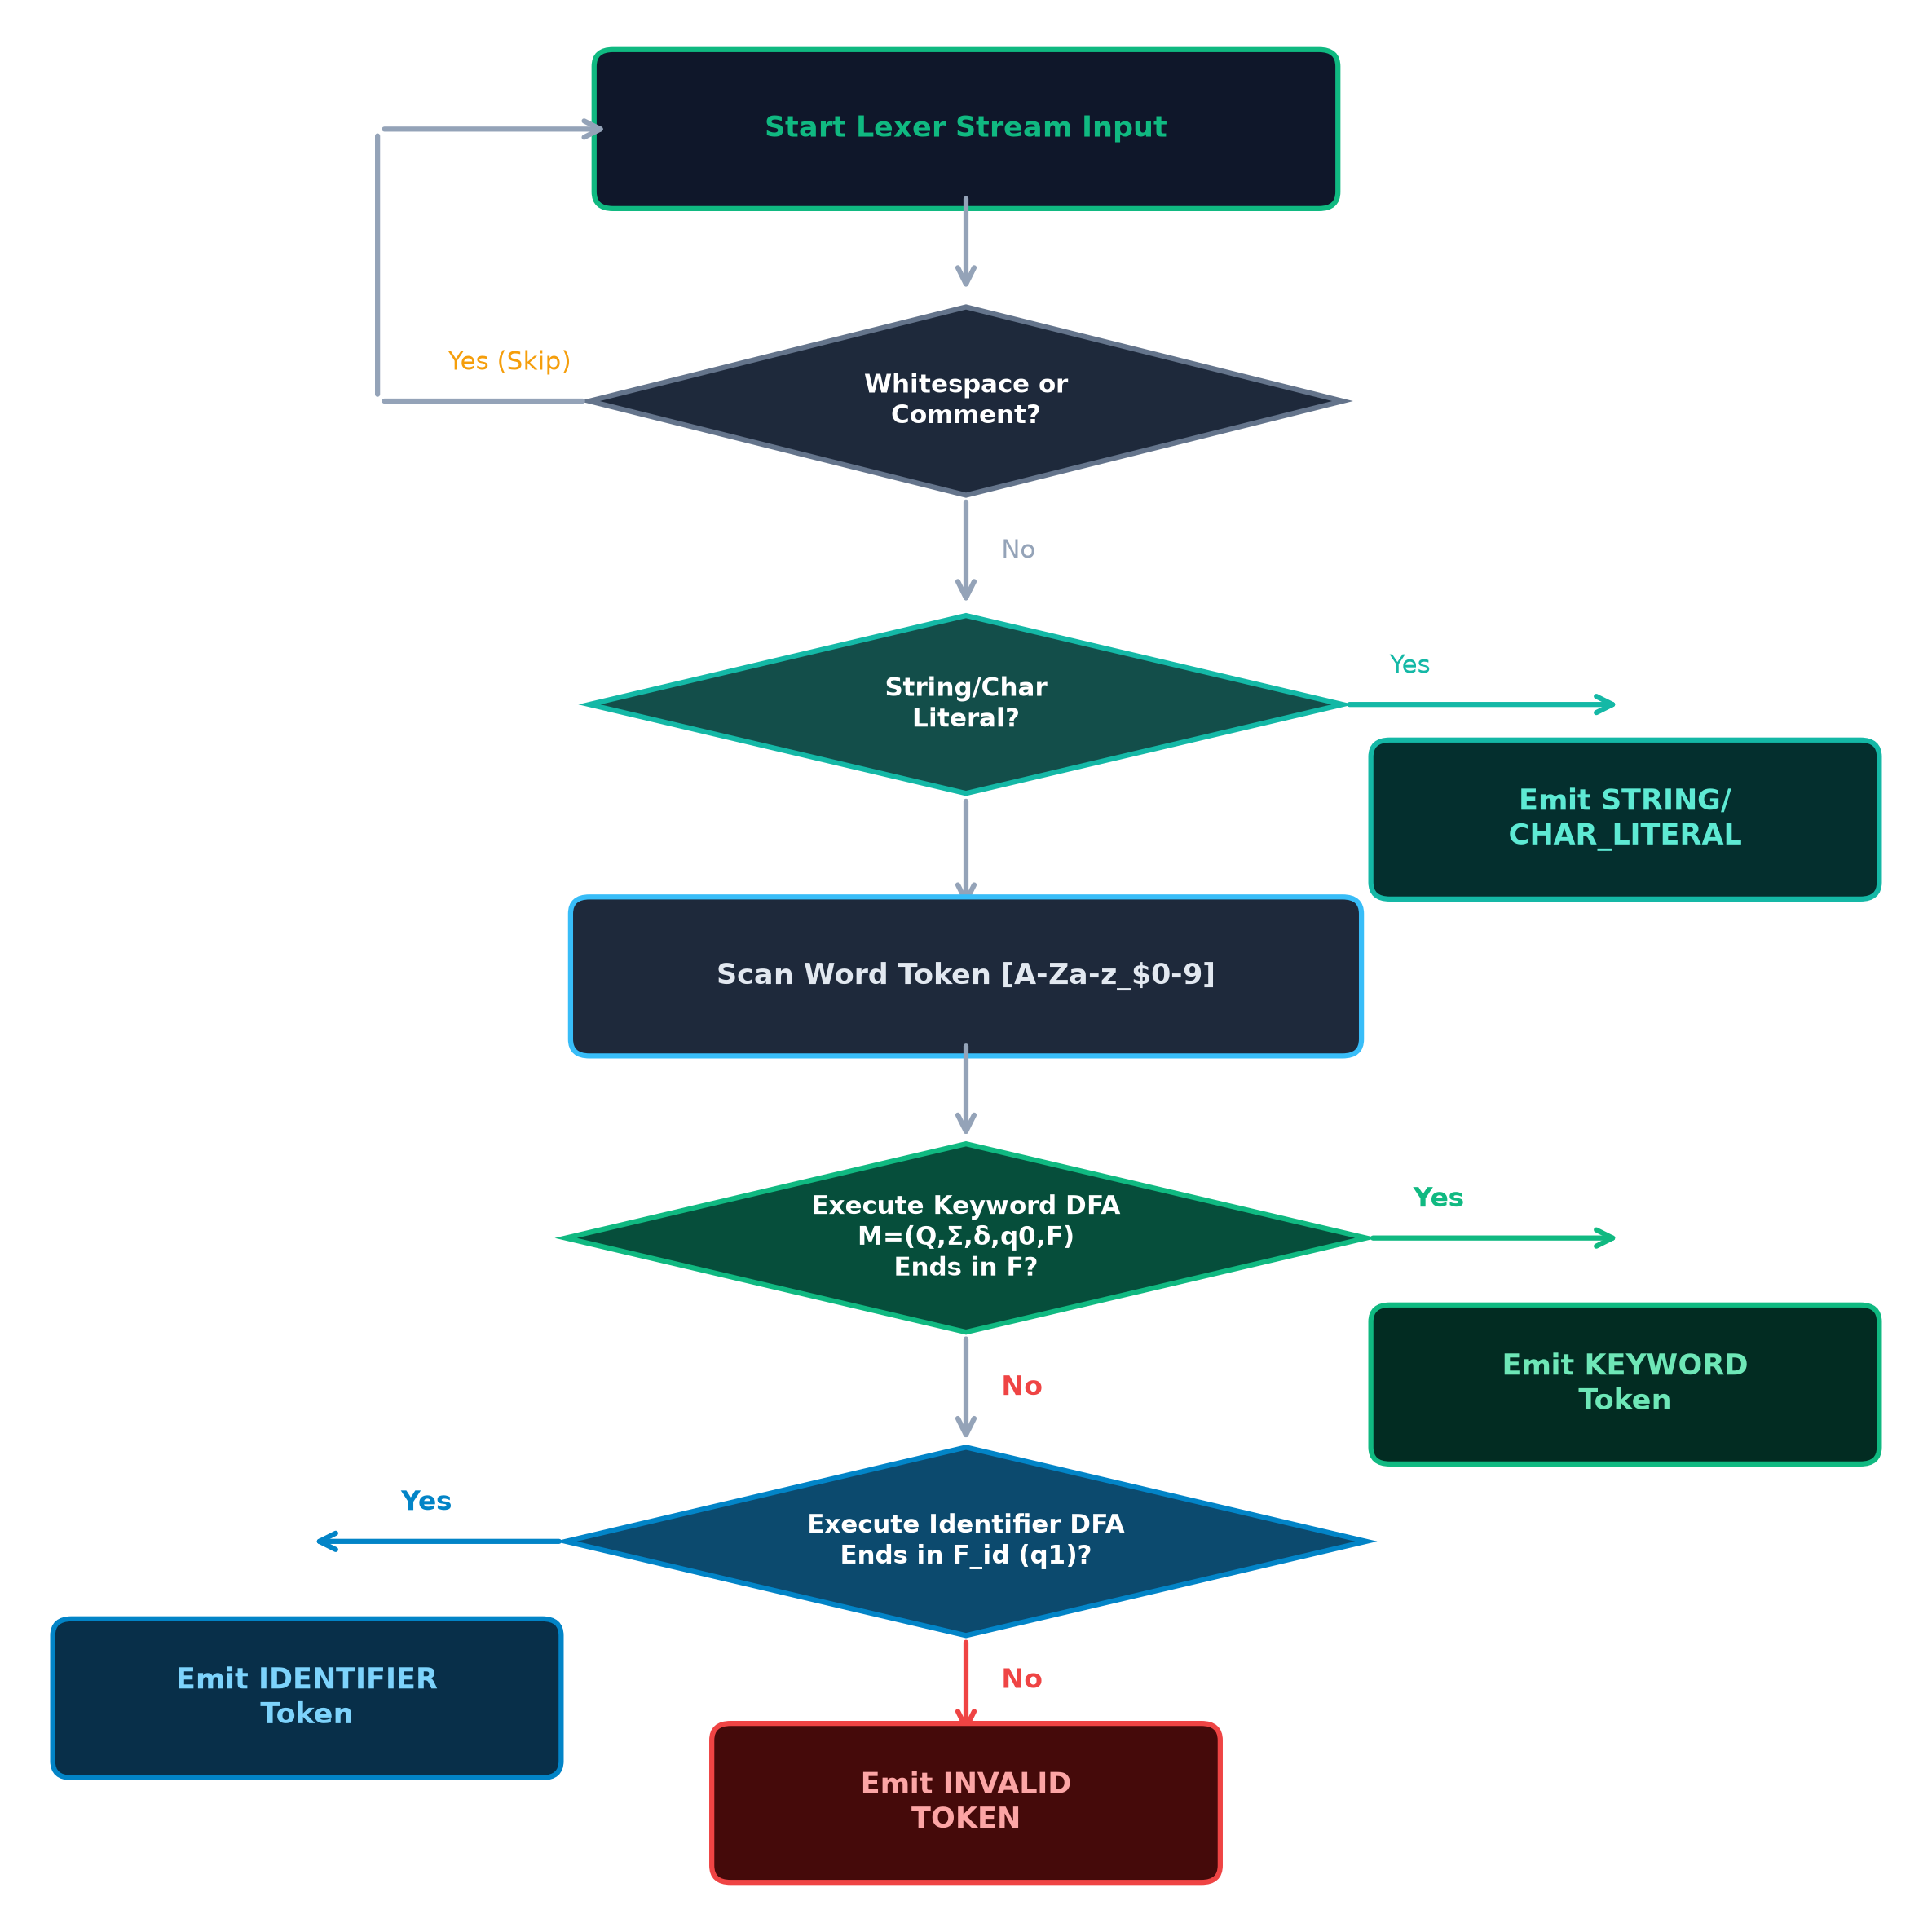 Start Lexer Stream Input
Yes (Skip)
Whitespace or
Comment?
No
String/Char
Literal?
Yes
Emit STRING/
CHAR_LITERAL
Scan Word Token [A-Za-z_$0-9]
Execute Keyword DFA
M=(Q,Σ,δ,q0,F)
Ends in F?
Yes
Emit KEYWORD
Token
No
Execute Identifier DFA
Ends in F_id (q1)?
Yes
Emit IDENTIFIER
Token
No
Emit INVALID
TOKEN